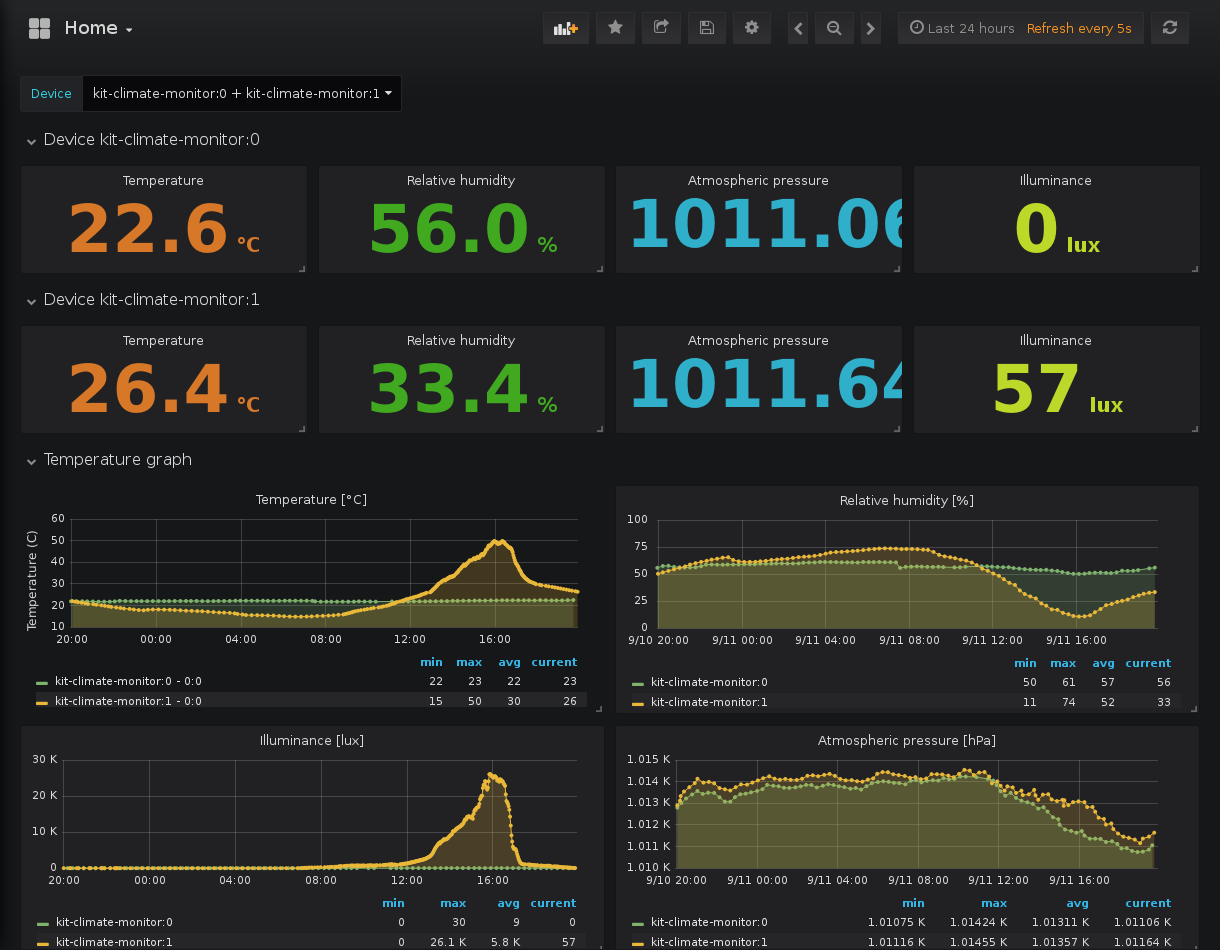 Home
Last 24 hours Refresh every 5s
Device kit-climate-monitor:0 + kit-climate-monitor:1
Device kit-climate-monitor:0
Temperature Relative humidity Atmospheric pressure Illuminance
22.6 °C 56.0 % 1011.06 0 lux
Device kit-climate-monitor:1
Temperature Relative humidity Atmospheric pressure Illuminance
26.4 °C 33.4 % 1011.64 57 lux
Temperature graph
Temperature [°C]
Temperature (C)
60
50
40
30
20
10
20:00 00:00 04:00 08:00 12:00 16:00
min max avg current
kit-climate-monitor:0 - 0:0 22 23 22 23
kit-climate-monitor:1 - 0:0 15 50 30 26
Relative humidity [%]
100
75
50
25
0
9/10 20:00 9/11 00:00 9/11 04:00 9/11 08:00 9/11 12:00 9/11 16:00
min max avg current
kit-climate-monitor:0 50 61 57 56
kit-climate-monitor:1 11 74 52 33
Illuminance [lux]
30 K
20 K
10 K
0
20:00 00:00 04:00 08:00 12:00 16:00
min max avg current
kit-climate-monitor:0 0 30 9 0
kit-climate-monitor:1 0 26.1 K 5.8 K 57
Atmospheric pressure [hPa]
1.015 K
1.014 K
1.013 K
1.012 K
1.011 K
1.010 K
9/10 20:00 9/11 00:00 9/11 04:00 9/11 08:00 9/11 12:00 9/11 16:00
min max avg current
kit-climate-monitor:0 1.01075 K 1.01424 K 1.01311 K 1.01106 K
kit-climate-monitor:1 1.01116 K 1.01455 K 1.01357 K 1.01164 K